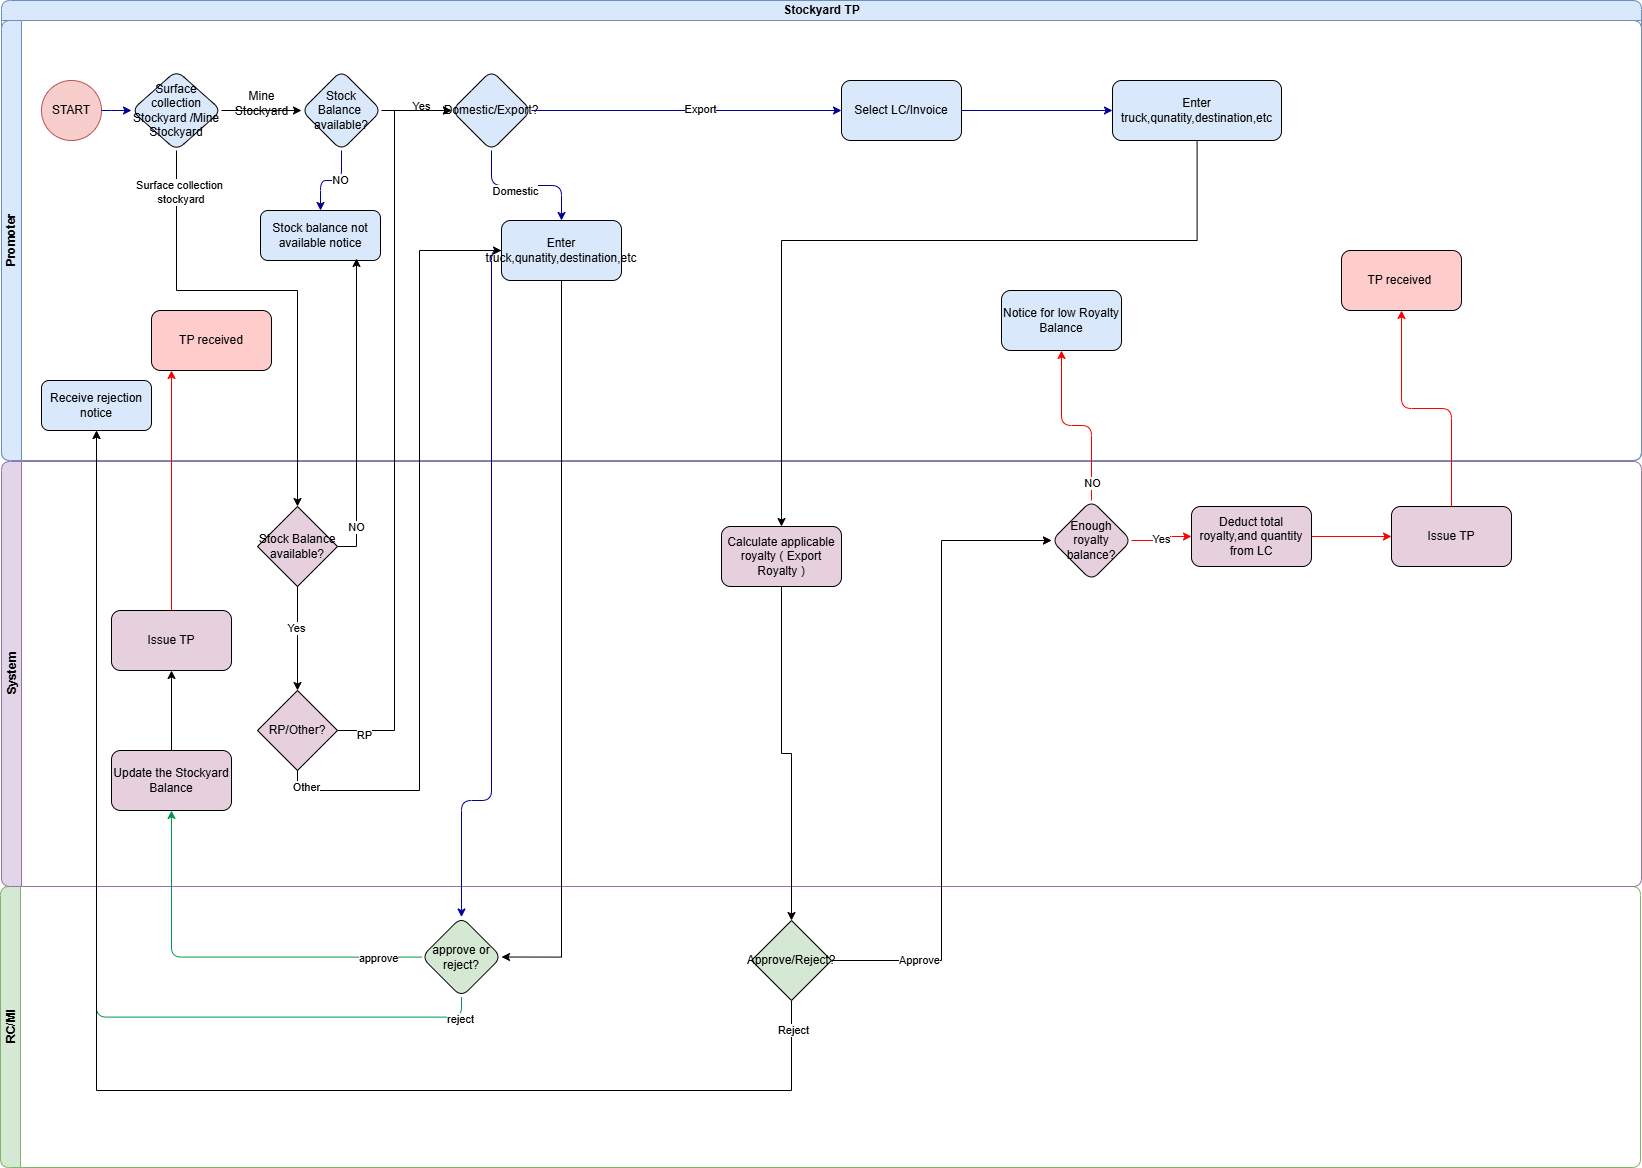 Stockyard TP
Promoter
START
Surface
collection
Stockyard /Mine
Stockyard
Mine
Stockyard
Stock
Balance
available?
Yes
Domestic/Export?
Export
Select LC/Invoice
Enter
truck,qunatity,destination,etc
Surface collection
stockyard
NO
Domestic
Stock balance not
available notice
Enter
truck,qunatity,destination,etc
TP received
Notice for low Royalty
Balance
TP received
Receive rejection
notice
System
NO
Stock Balance
available?
NO
Calculate applicable
royalty ( Export
Royalty )
Enough
royalty
balance?
Yes
Deduct total
royalty,and quantity
from LC
Issue TP
Yes
Issue TP
RP/Other?
RP
Update the Stockyard
Balance
Other
RC/MI
approve
approve or
reject?
reject
Approve/Reject?
Approve
Reject